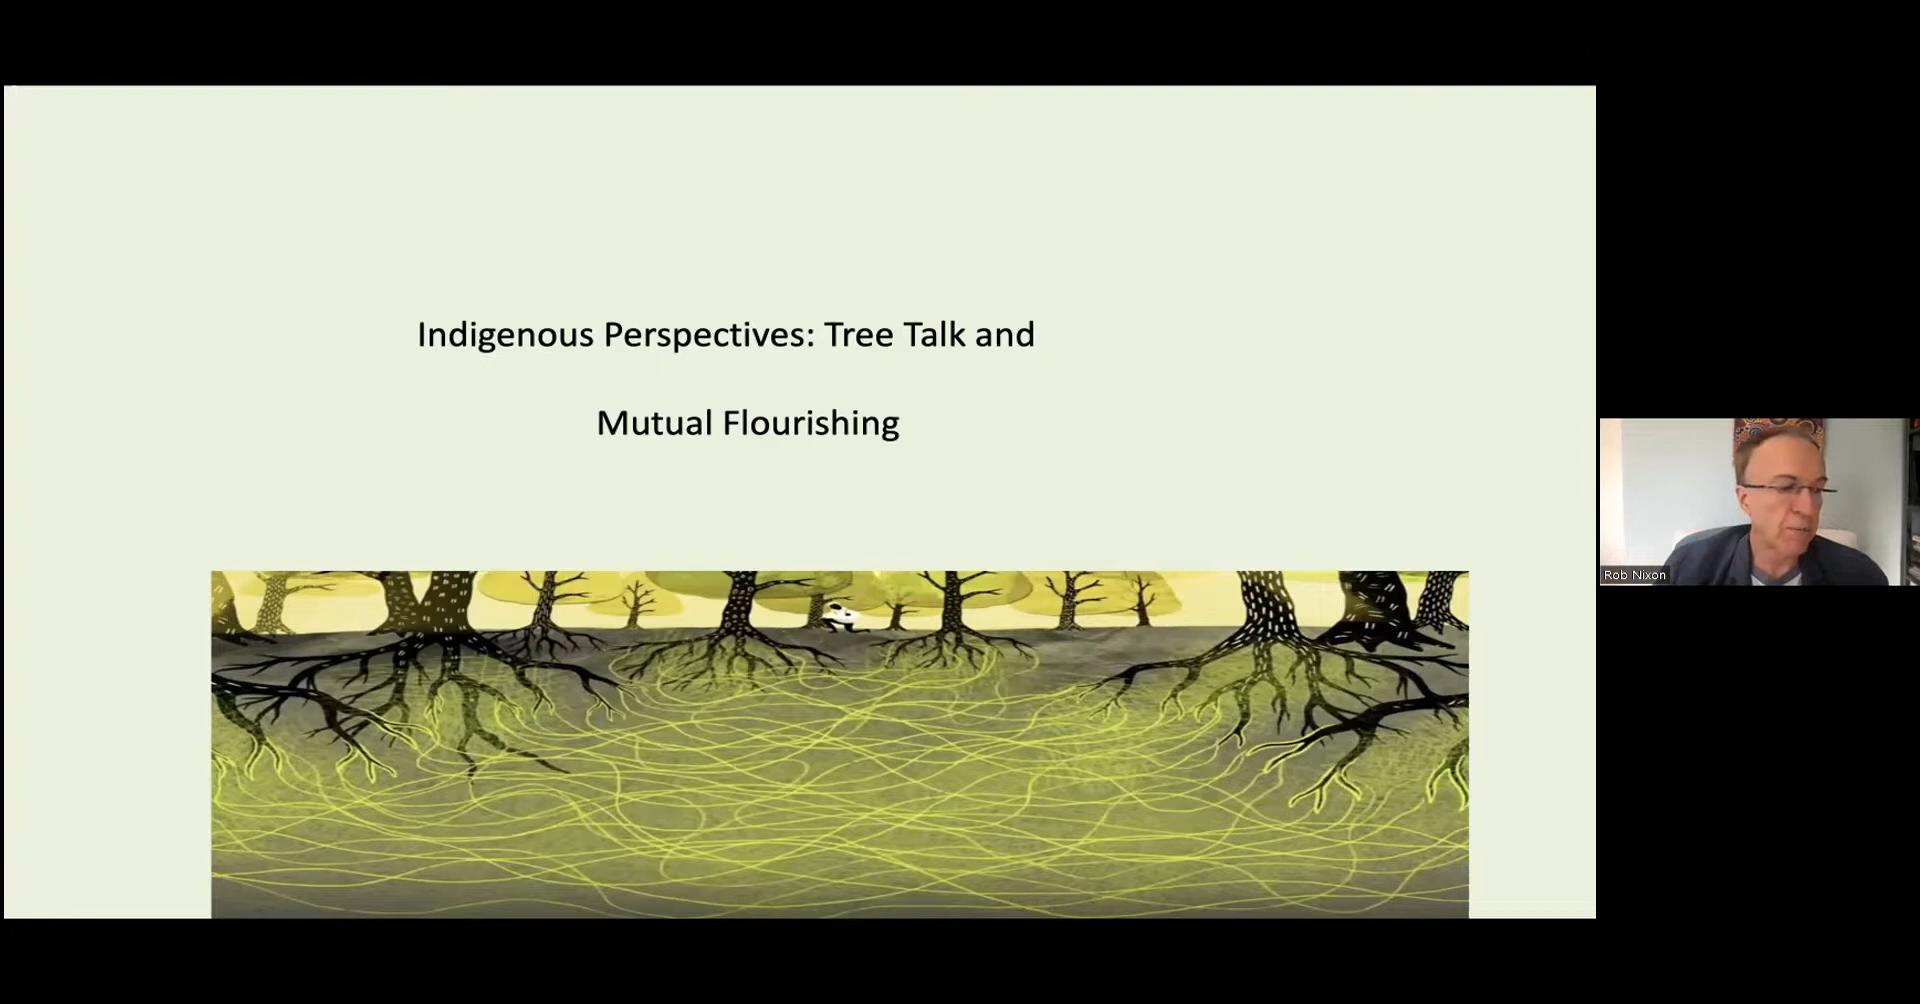 Indigenous Perspectives: Tree Talk and
Mutual Flourishing
Rob Nixon